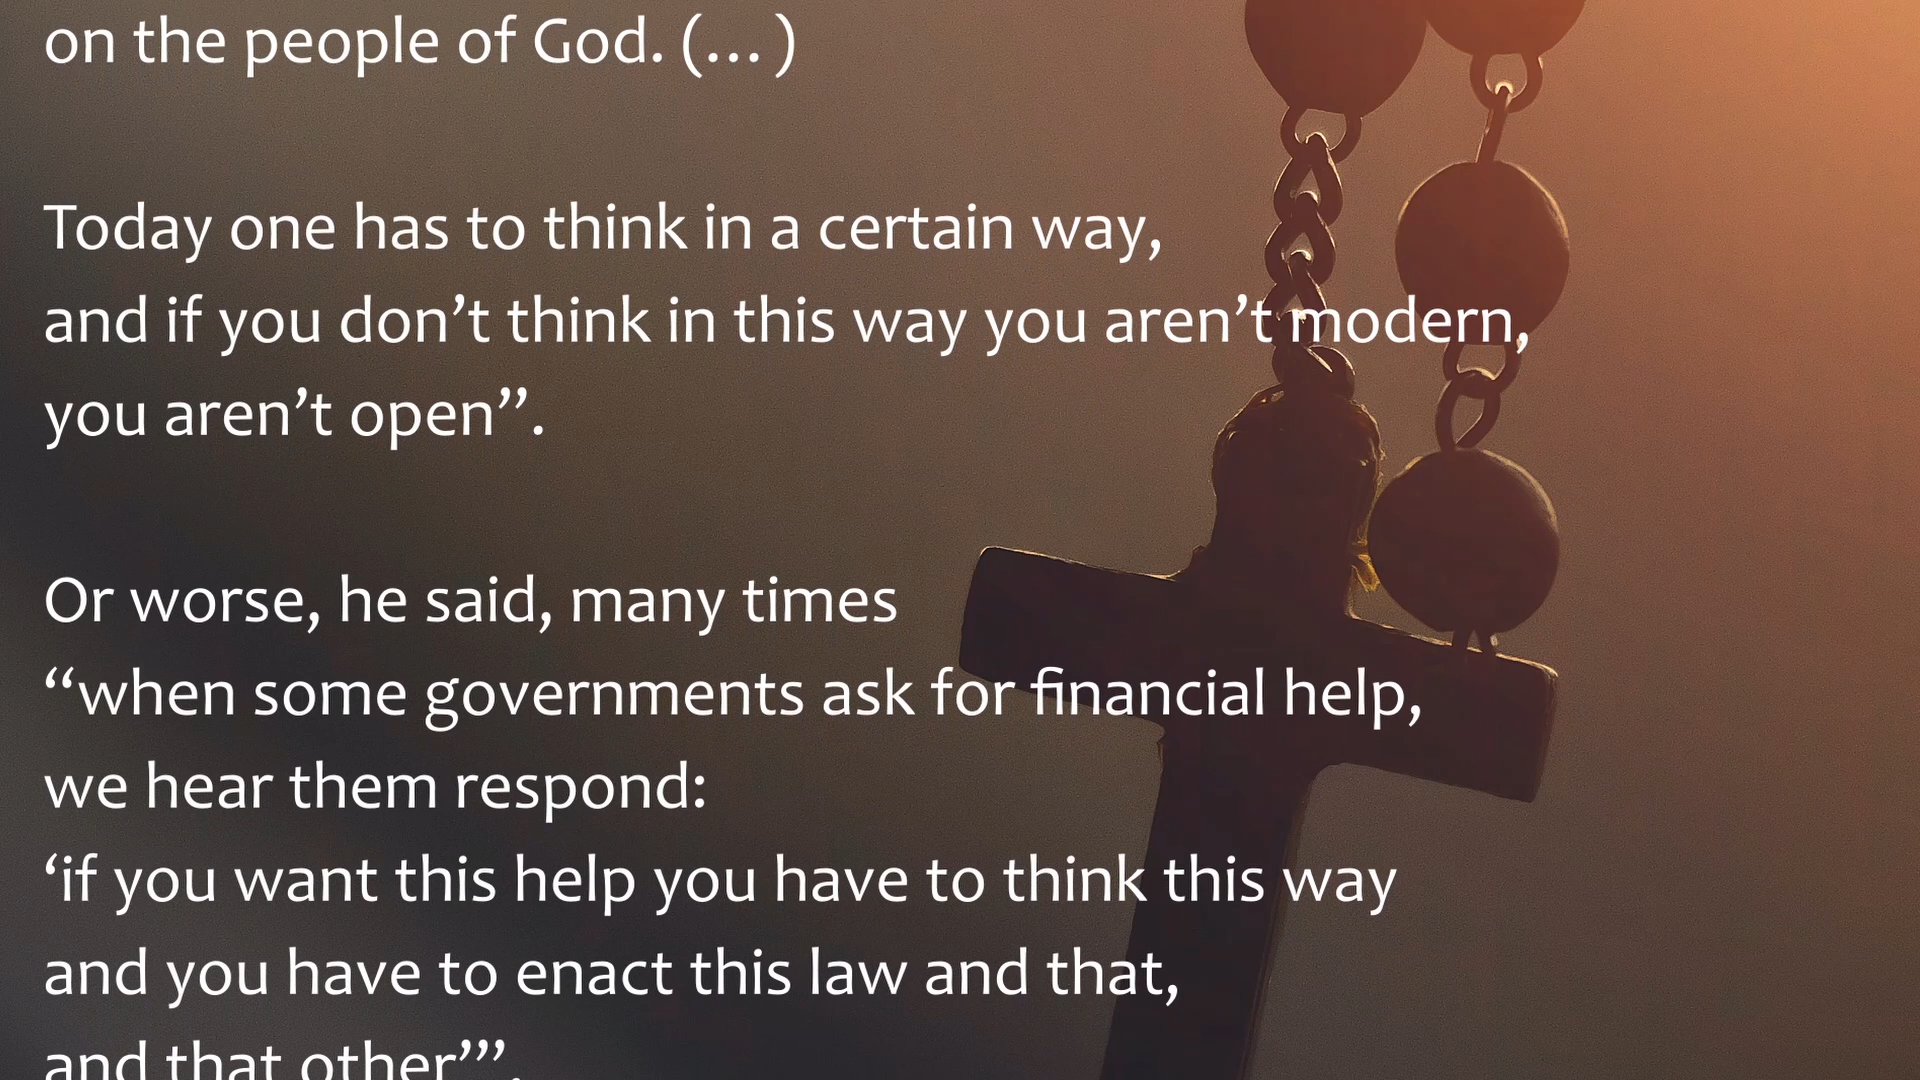 on the people of God. (…)
Today one has to think in a certain way,
and if you don’t think in this way you aren’t modern,
you aren’t open”.
Or worse, he said, many times
“when some governments ask for financial help,
we hear them respond:
‘if you want this help you have to think this way
and you have to enact this law and that,
and that other’”.